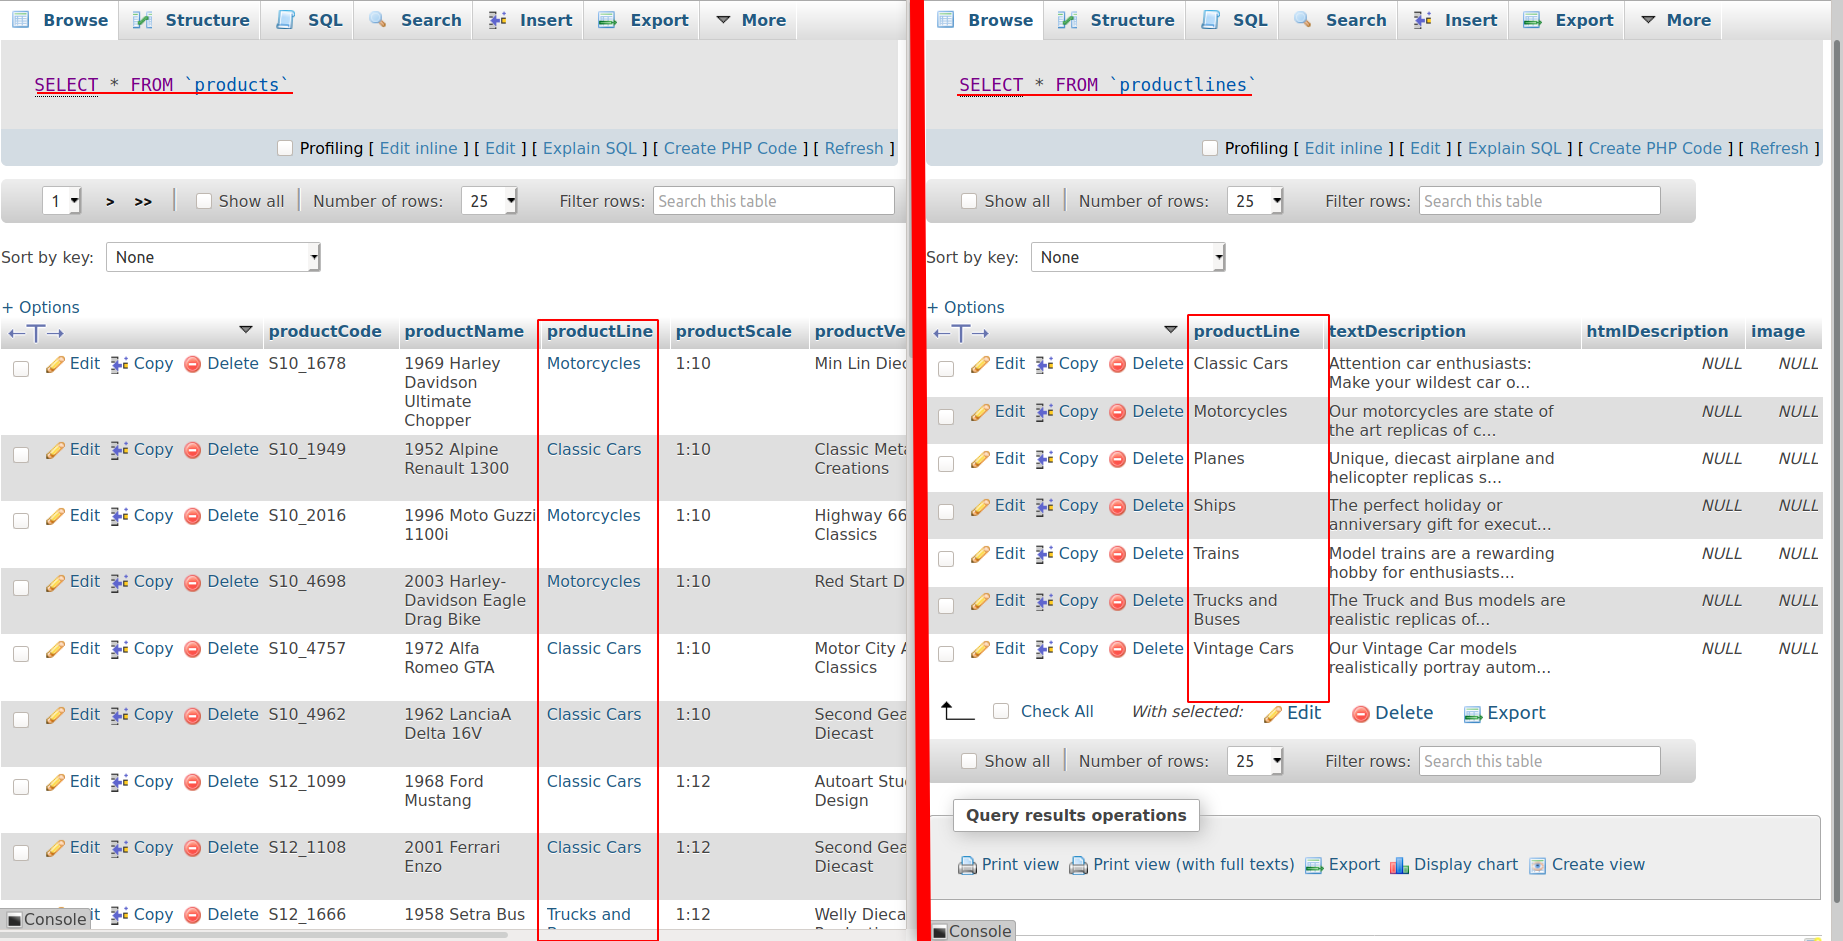 Browse Structure SQL Search Insert Export More
SELECT * FROM `products`
Profiling [ Edit inline ] [ Edit ] [ Explain SQL ] [ Create PHP Code ] [ Refresh ]
1 > >> Show all Number of rows: 25 Filter rows: Search this table
Sort by key: None
+ Options
←T→ productCode productName productLine productScale productVe
Edit Copy Delete S10_1678 1969 Harley Motorcycles 1:10 Min Lin Diec
Davidson
Ultimate
Chopper
Edit Copy Delete S10_1949 1952 Alpine Classic Cars 1:10 Classic Meta
Renault 1300 Creations
Edit Copy Delete S10_2016 1996 Moto Guzzi Motorcycles 1:10 Highway 66
1100i Classics
Edit Copy Delete S10_4698 2003 Harley- Motorcycles 1:10 Red Start D
Davidson Eagle
Drag Bike
Edit Copy Delete S10_4757 1972 Alfa Classic Cars 1:10 Motor City A
Romeo GTA Classics
Edit Copy Delete S10_4962 1962 LanciaA Classic Cars 1:10 Second Gea
Delta 16V Diecast
Edit Copy Delete S12_1099 1968 Ford Classic Cars 1:12 Autoart Stu
Mustang Design
Edit Copy Delete S12_1108 2001 Ferrari Classic Cars 1:12 Second Gea
Enzo Diecast
it Copy Delete S12_1666 1958 Setra Bus Trucks and 1:12 Welly Dieca
Console
Browse Structure SQL Search Insert Export More
SELECT * FROM `productlines`
Profiling [ Edit inline ] [ Edit ] [ Explain SQL ] [ Create PHP Code ] [ Refresh ]
Show all Number of rows: 25 Filter rows: Search this table
Sort by key: None
+ Options
←T→ productLine textDescription htmlDescription image
Edit Copy Delete Classic Cars Attention car enthusiasts: NULL NULL
Make your wildest car o...
Edit Copy Delete Motorcycles Our motorcycles are state of NULL NULL
the art replicas of c...
Edit Copy Delete Planes Unique, diecast airplane and NULL NULL
helicopter replicas s...
Edit Copy Delete Ships The perfect holiday or NULL NULL
anniversary gift for execut...
Edit Copy Delete Trains Model trains are a rewarding NULL NULL
hobby for enthusiasts...
Edit Copy Delete Trucks and The Truck and Bus models are NULL NULL
Buses realistic replicas of...
Edit Copy Delete Vintage Cars Our Vintage Car models NULL NULL
realistically portray autom...
Check All With selected: Edit Delete Export
Show all Number of rows: 25 Filter rows: Search this table
Query results operations
Print view Print view (with full texts) Export Display chart Create view
Console